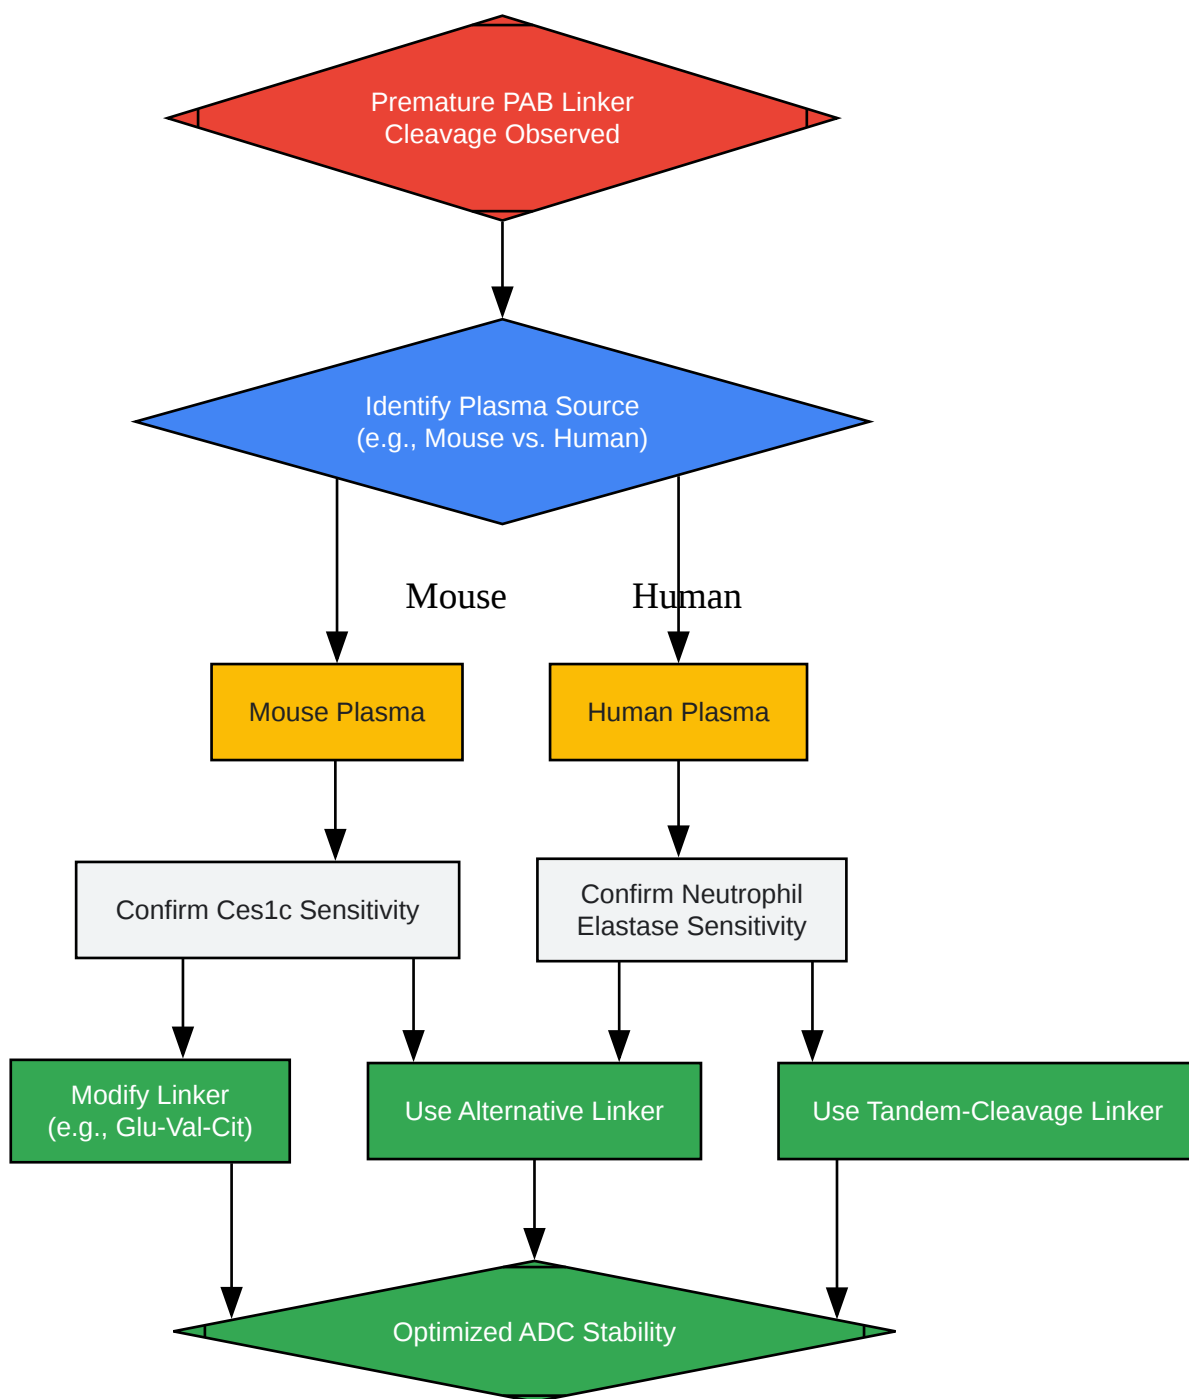 Premature PAB Linker
Cleavage Observed
Identify Plasma Source
(e.g., Mouse vs. Human)
Mouse
Human
Mouse Plasma
Human Plasma
Confirm Ces1c Sensitivity
Confirm Neutrophil
Elastase Sensitivity
Modify Linker
(e.g., Glu-Val-Cit)
Use Alternative Linker
Use Tandem-Cleavage Linker
Optimized ADC Stability